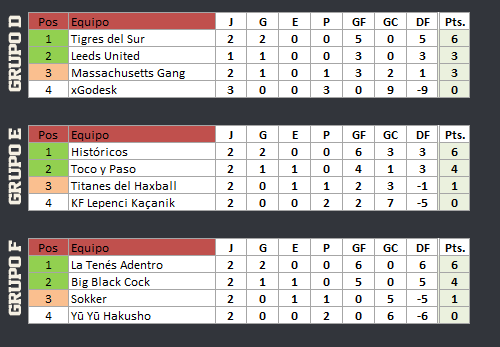 GRUPO D
Pos Equipo J G E P GF GC DF Pts.
1 Tigres del Sur 2 2 0 0 5 0 5 6
2 Leeds United 1 1 0 0 3 0 3 3
3 Massachusetts Gang 2 1 0 1 3 2 1 3
4 xGodesk 3 0 0 3 0 9 -9 0
GRUPO E
Pos Equipo J G E P GF GC DF Pts.
1 Históricos 2 2 0 0 6 3 3 6
2 Toco y Paso 2 1 1 0 4 1 3 4
3 Titanes del Haxball 2 0 1 1 2 3 -1 1
4 KF Lepenci Kaçanik 2 0 0 2 2 7 -5 0
GRUPO F
Pos Equipo J G E P GF GC DF Pts.
1 La Tenés Adentro 2 2 0 0 6 0 6 6
2 Big Black Cock 2 1 1 0 5 0 5 4
3 Sokker 2 0 1 1 0 5 -5 1
4 Yū Yū Hakusho 2 0 0 2 0 6 -6 0